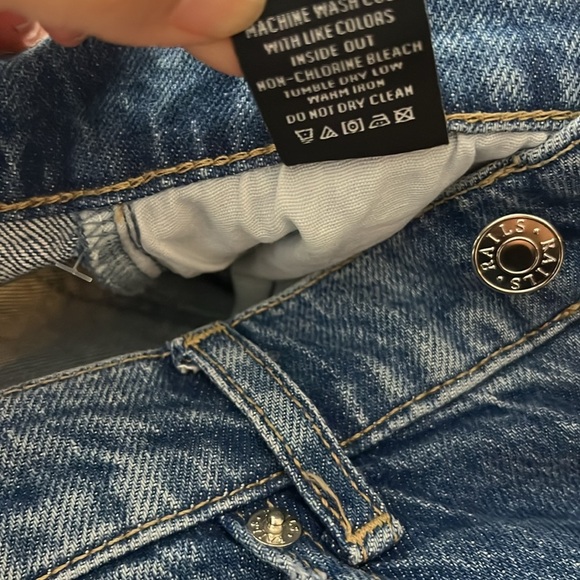 MACHINE WASH COLD
WITH LIKE COLORS
INSIDE OUT
NON-CHLORINE BLEACH
TUMBLE DRY LOW
WARM IRON
DO NOT DRY CLEAN
RAILS • RAILS •